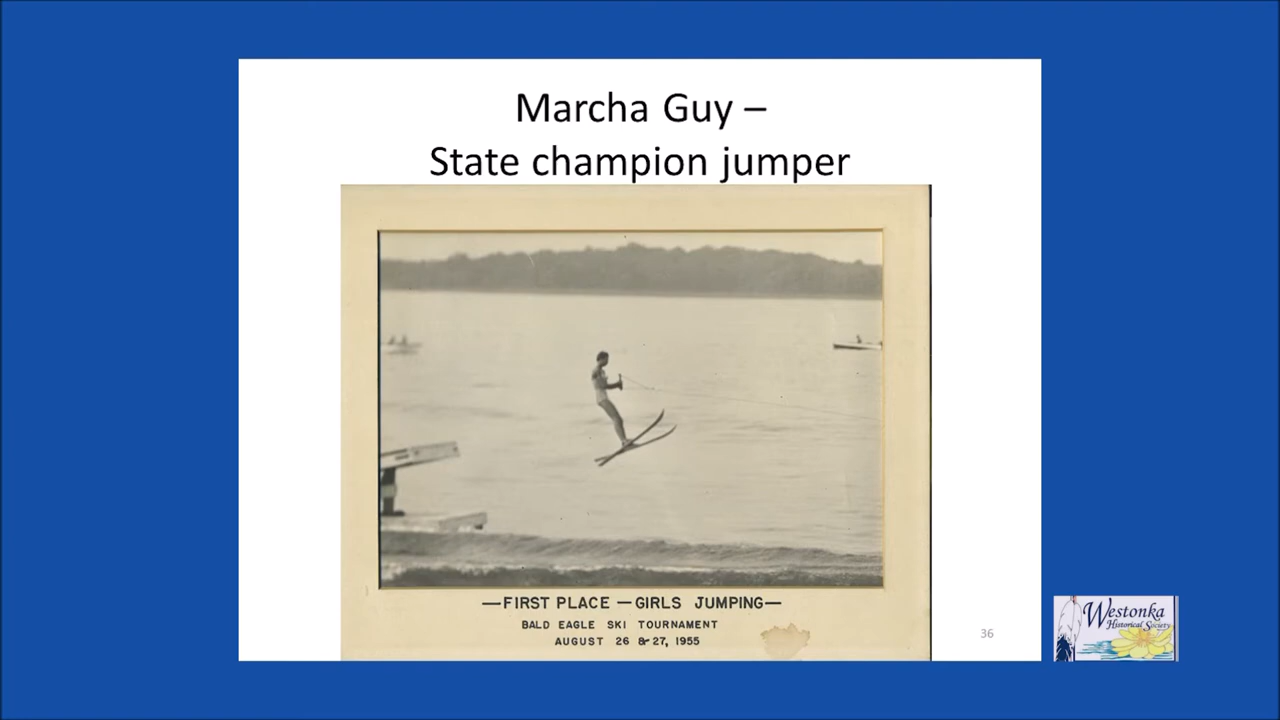 Marcha Guy –
State champion jumper
—FIRST PLACE — GIRLS JUMPING—
BALD EAGLE SKI TOURNAMENT
AUGUST 26 & 27, 1955
36
Westonka
Historical Society